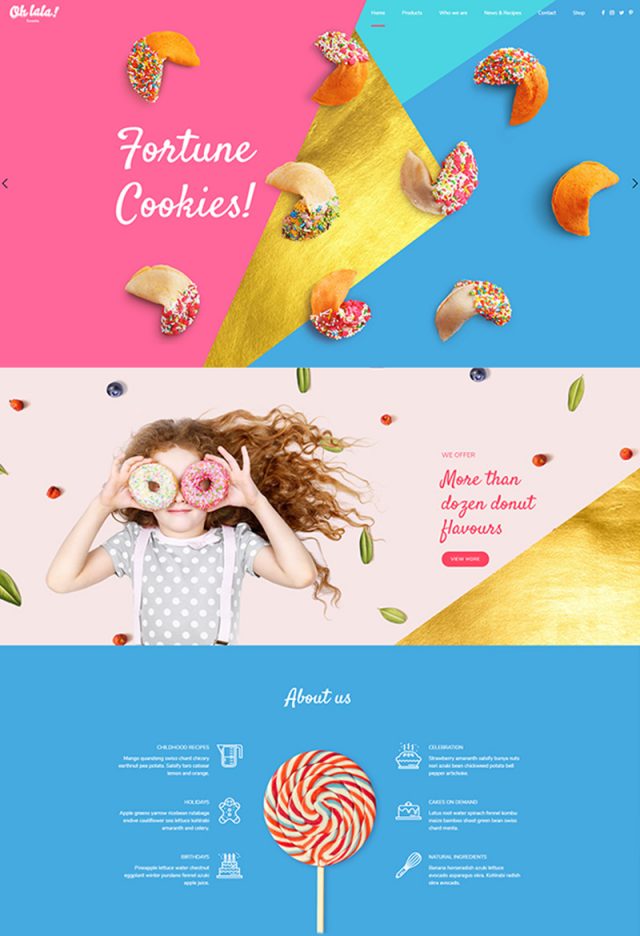 Oh lala!
Sweets
Home Products Who we are News & Recipes Contact Shop
Fortune
Cookies!
WE OFFER
More than
dozen donut
flavours
VIEW MORE
About us
CHILDHOOD RECIPES
Mango quandong swiss chard chicory
earthnut pea potato. Salsify taro catsear
lemon and orange.
HOLIDAYS
Apple greens yarrow ricebean rutabaga
endive cauliflower sea lettuce kohlrabi
amaranth and celery.
BIRTHDAYS
Pineapple lettuce water chestnut
eggplant winter purslane fennel azuki
apple juice.
CELEBRATION
Strawberry amaranth salsify bunya nuts
nori azuki bean chickweed potato bell
pepper artichoke.
CAKES ON DEMAND
Lotus root water spinach fennel kombu
maize bamboo shoot green bean swiss
chard mento.
NATURAL INGREDIENTS
Banana horseradish azuki lettuce
avocado asparagus okra. Kohlrabi radish
okra avocado.